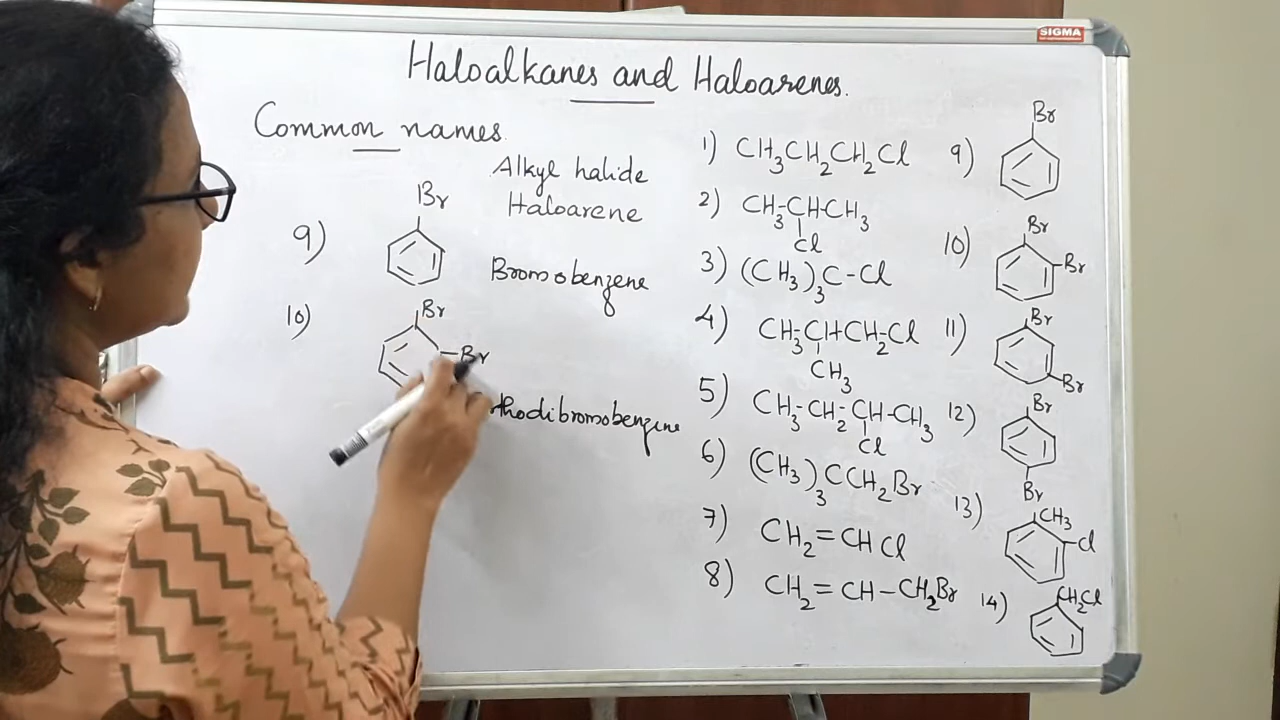 SIGMA
Haloalkanes and Haloarenes.
Common names.
Alkyl halide
Haloarene
9) Br
Bromobenzene
10) Br
Br
1) CH3CH2CH2Cl
2) CH3-CH-CH3
Cl
3) (CH3)3C-Cl
4) CH3-CHCH2-Cl
CH3
5) CH3-CH2-CH-CH3
Cl
6) (CH3)3CCH2Br
7) CH2=CHCl
8) CH2=CH-CH2Br
9) Br
10) Br
Br
11) Br
Br
12) Br
Br
13) CH3
Cl
14) CH2Cl